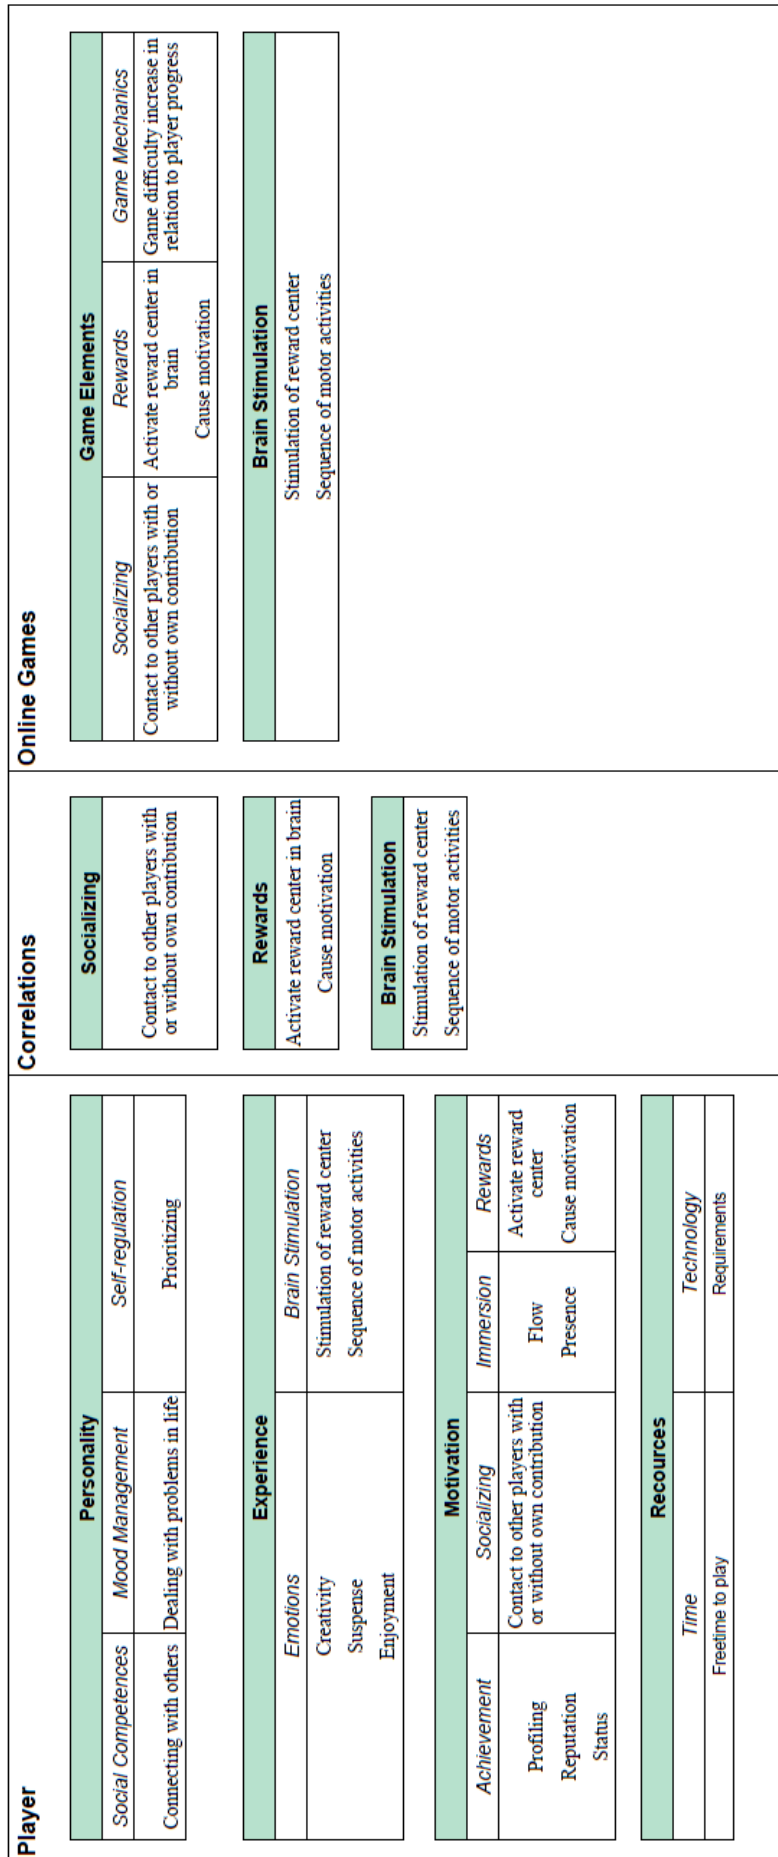 Player
Personality
Social Competences
Mood Management
Self-regulation
Connecting with others
Dealing with problems in life
Prioritizing
Experience
Emotions
Brain Stimulation
Creativity
Suspense
Enjoyment
Stimulation of reward center
Sequence of motor activities
Motivation
Achievement
Socializing
Immersion
Rewards
Profiling
Reputation
Status
Contact to other players with
or without own contribution
Flow
Presence
Activate reward
center
Cause motivation
Recources
Time
Technology
Freetime to play
Requirements
Correlations
Socializing
Contact to other players with
or without own contribution
Rewards
Activate reward center in brain
Cause motivation
Brain Stimulation
Stimulation of reward center
Sequence of motor activities
Online Games
Game Elements
Socializing
Rewards
Game Mechanics
Contact to other players with or
without own contribution
Activate reward center in
brain
Cause motivation
Game difficulty increase in
relation to player progress
Brain Stimulation
Stimulation of reward center
Sequence of motor activities